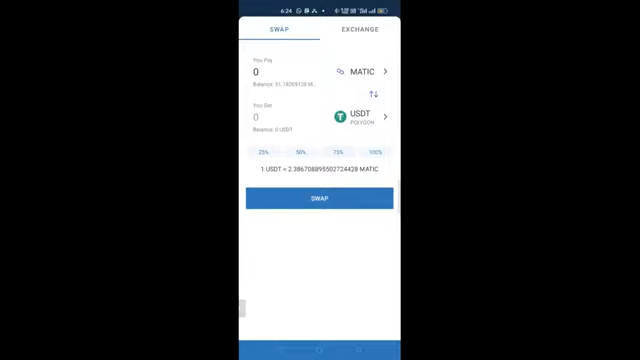 6:24
SWAP
EXCHANGE
You Pay
0
MATIC
Balance: 51.19205128 M...
You Get
0
USDT
POLYGON
Balance: 0 USDT
25% 50% 75% 100%
1 USDT = 2.386708895502724428 MATIC
SWAP